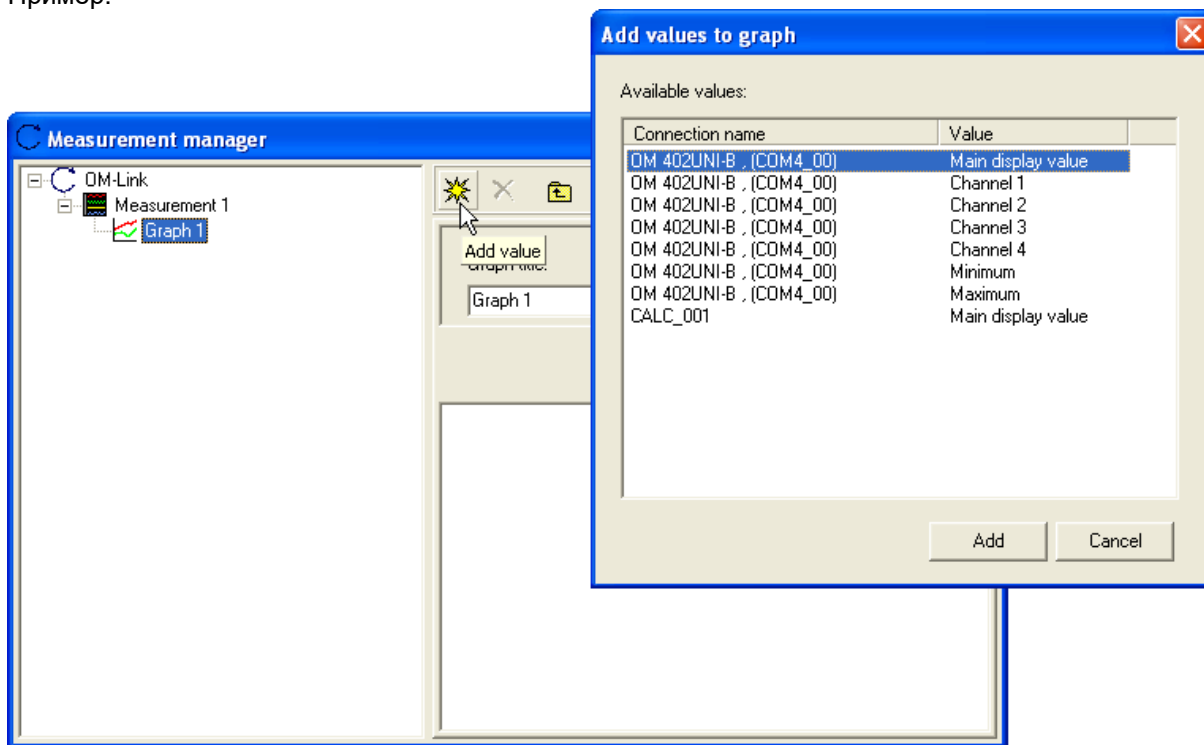 Пример:
Measurement manager
OM-Link
Measurement 1
Graph 1
Add value
Graph title:
Graph 1
Add values to graph
Available values:
Connection name Value
OM 402UNI-B , (COM4_00) Main display value
OM 402UNI-B , (COM4_00) Channel 1
OM 402UNI-B , (COM4_00) Channel 2
OM 402UNI-B , (COM4_00) Channel 3
OM 402UNI-B , (COM4_00) Channel 4
OM 402UNI-B , (COM4_00) Minimum
OM 402UNI-B , (COM4_00) Maximum
CALC_001 Main display value
Add Cancel